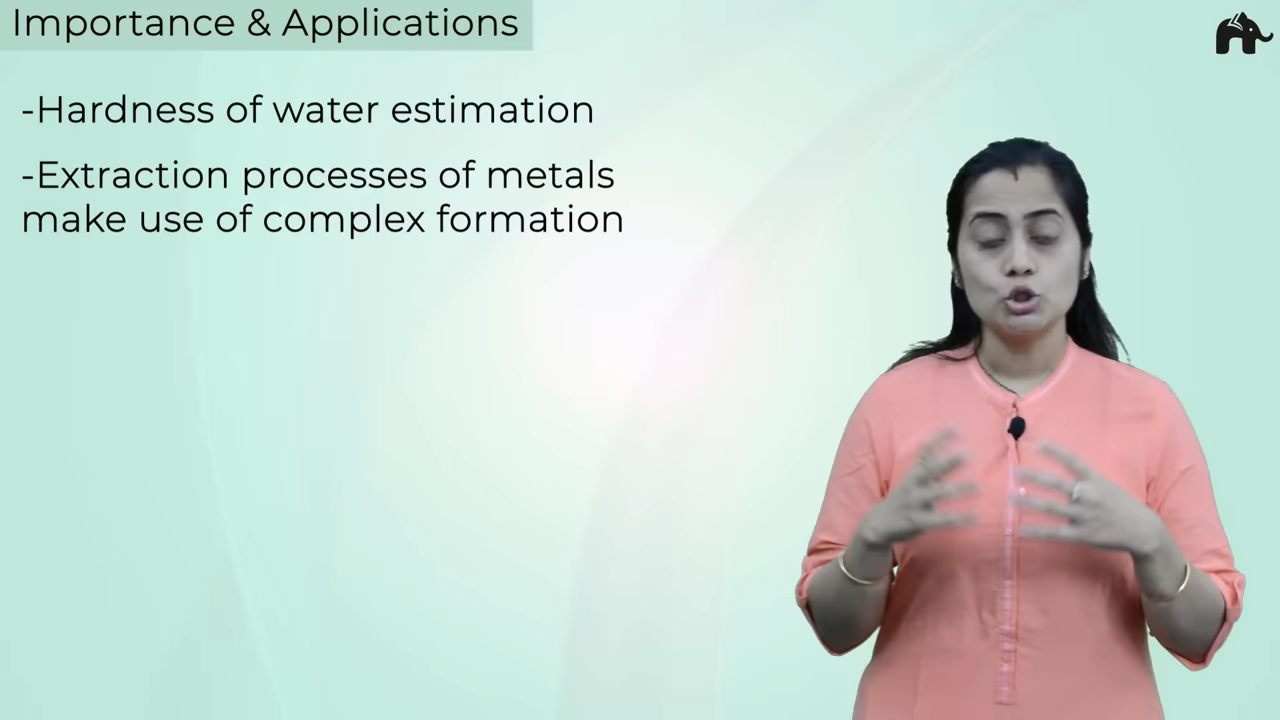 Importance & Applications
-Hardness of water estimation
-Extraction processes of metals
make use of complex formation